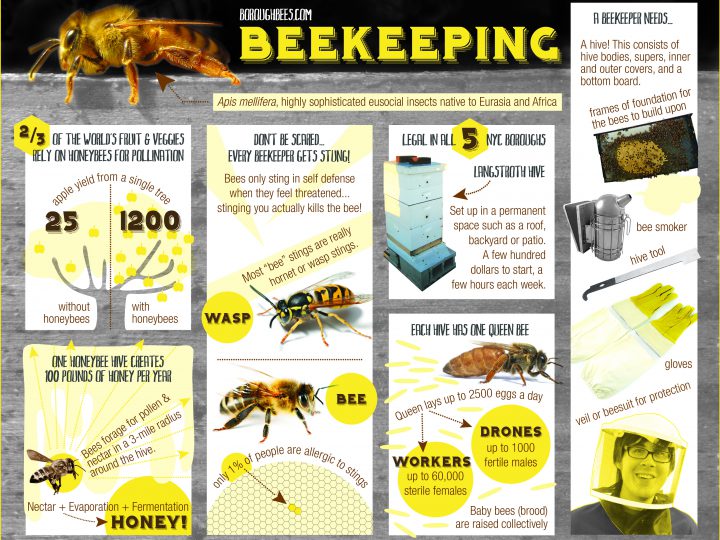 BOROUGHBEES.COM
BEEKEEPING
Apis mellifera, highly sophisticated eusocial insects native to Eurasia and Africa
2/3 OF THE WORLD'S FRUIT & VEGGIES
RELY ON HONEYBEES FOR POLLINATION
apple yield from a single tree
25 1200
without
honeybees
with
honeybees
ONE HONEYBEE HIVE CREATES
100 POUNDS OF HONEY PER YEAR
Bees forage for pollen &
nectar in a 3-mile radius
around the hive.
Nectar + Evaporation + Fermentation
HONEY!
DON'T BE SCARED...
EVERY BEEKEEPER GETS STUNG!
Bees only sting in self defense
when they feel threatened...
stinging you actually kills the bee!
Most "bee" stings are really
hornet or wasp stings.
WASP
BEE
only 1% of people are allergic to stings
LEGAL IN ALL 5 NYC BOROUGHS
LANGSTROTH HIVE
Set up in a permanent
space such as a roof,
backyard or patio.
A few hundred
dollars to start, a
few hours each week.
EACH HIVE HAS ONE QUEEN BEE
Queen lays up to 2500 eggs a day
DRONES
up to 1000
fertile males
WORKERS
up to 60,000
sterile females
Baby bees (brood)
are raised collectively
A BEEKEEPER NEEDS...
A hive! This consists of
hive bodies, supers, inner
and outer covers, and a
bottom board.
frames of foundation for
the bees to build upon
bee smoker
hive tool
gloves
veil or beesuit for protection